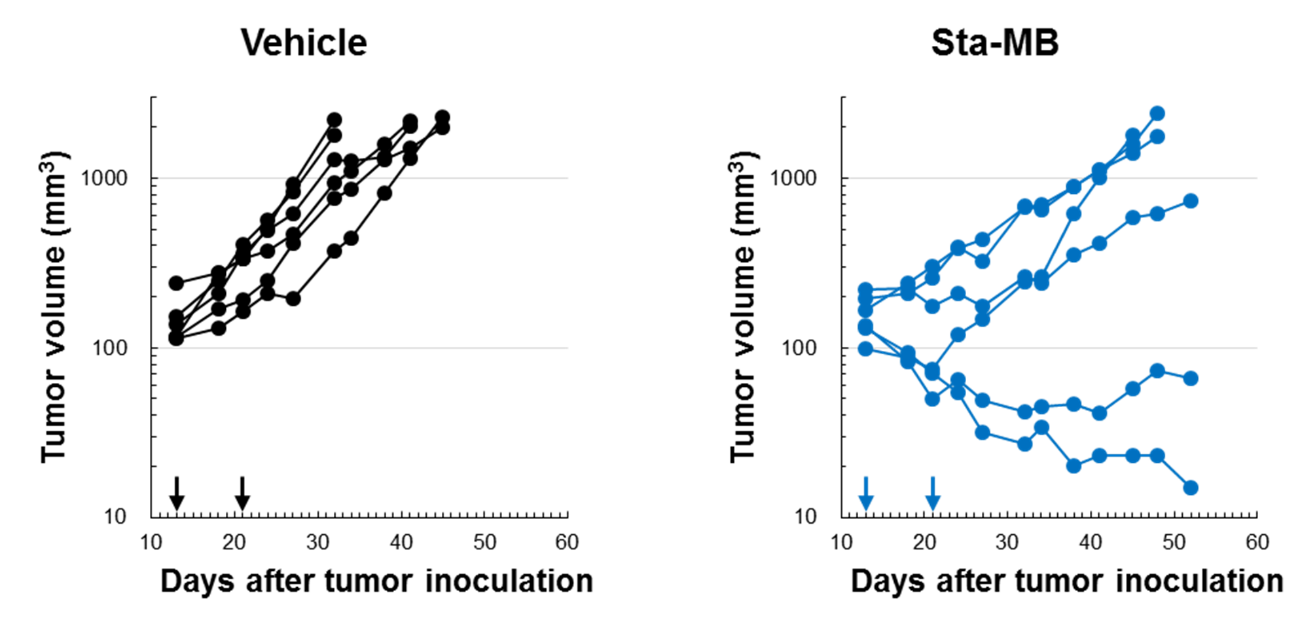 Vehicle
Tumor volume (mm³)
1000
100
10
10 20 30 40 50 60
Days after tumor inoculation
Sta-MB
Tumor volume (mm³)
1000
100
10
10 20 30 40 50 60
Days after tumor inoculation